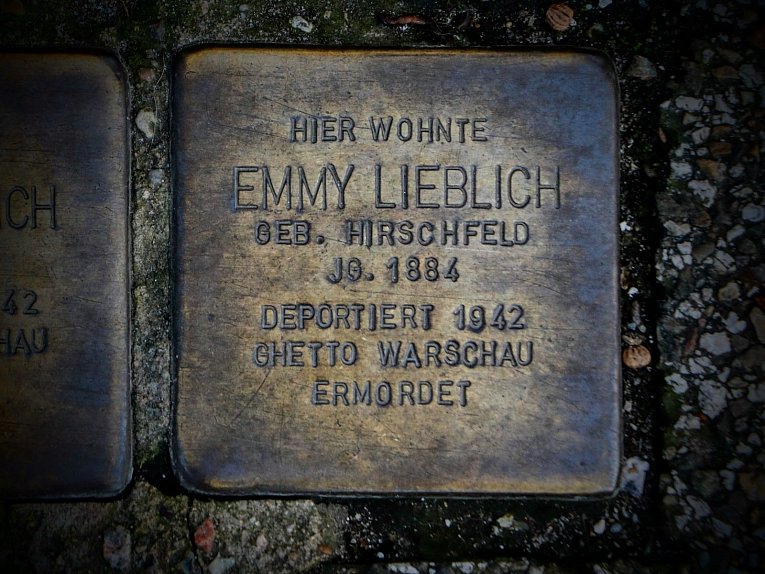 HIER WOHNTE
EMMY LIEBLICH
GEB. HIRSCHFELD
JG. 1884
DEPORTIERT 1942
GHETTO WARSCHAU
ERMORDET